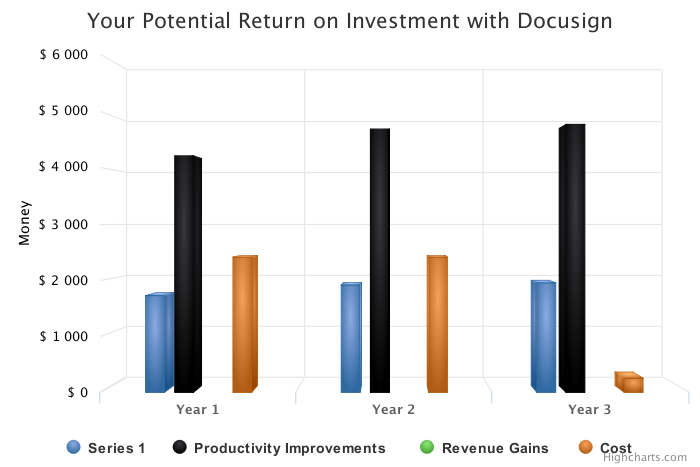 Your Potential Return on Investment with Docusign
$ 6 000
$ 5 000
$ 4 000
$ 3 000
$ 2 000
$ 1 000
$ 0
Money
Year 1
Year 2
Year 3
Series 1 Productivity Improvements Revenue Gains Cost
Highcharts.com